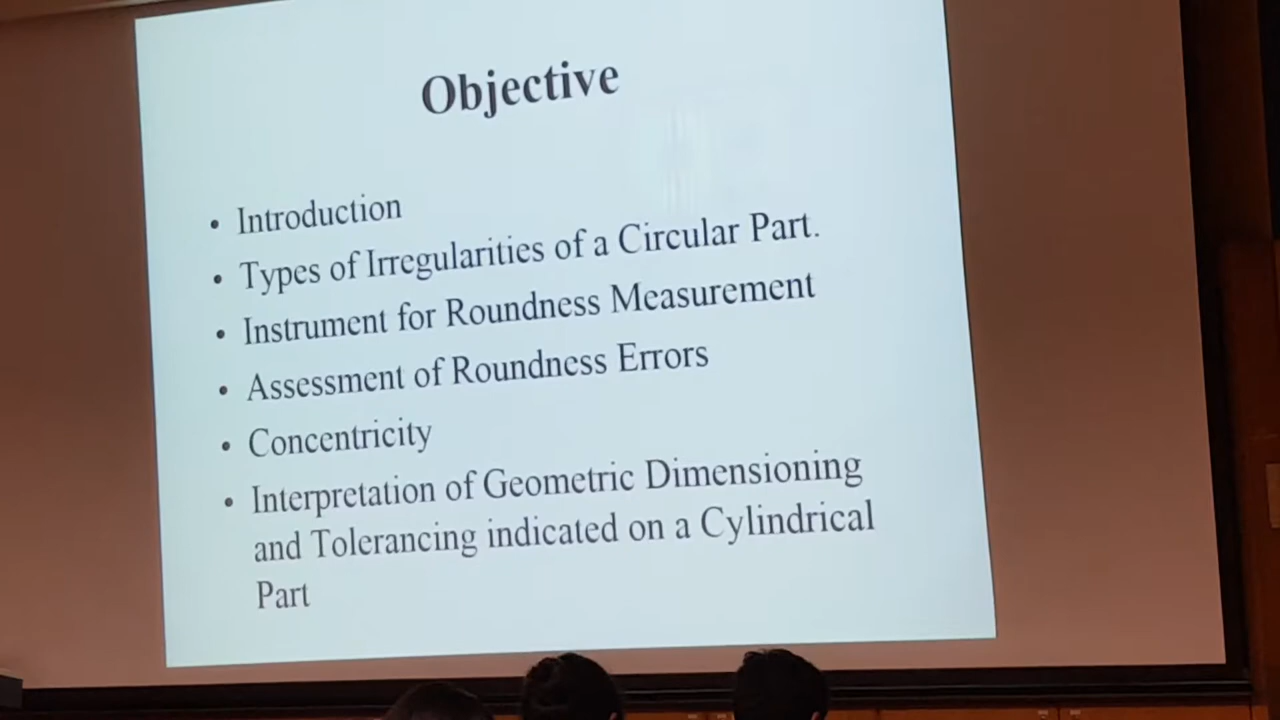 Objective
• Introduction
• Types of Irregularities of a Circular Part.
• Instrument for Roundness Measurement
• Assessment of Roundness Errors
• Concentricity
• Interpretation of Geometric Dimensioning
and Tolerancing indicated on a Cylindrical
Part